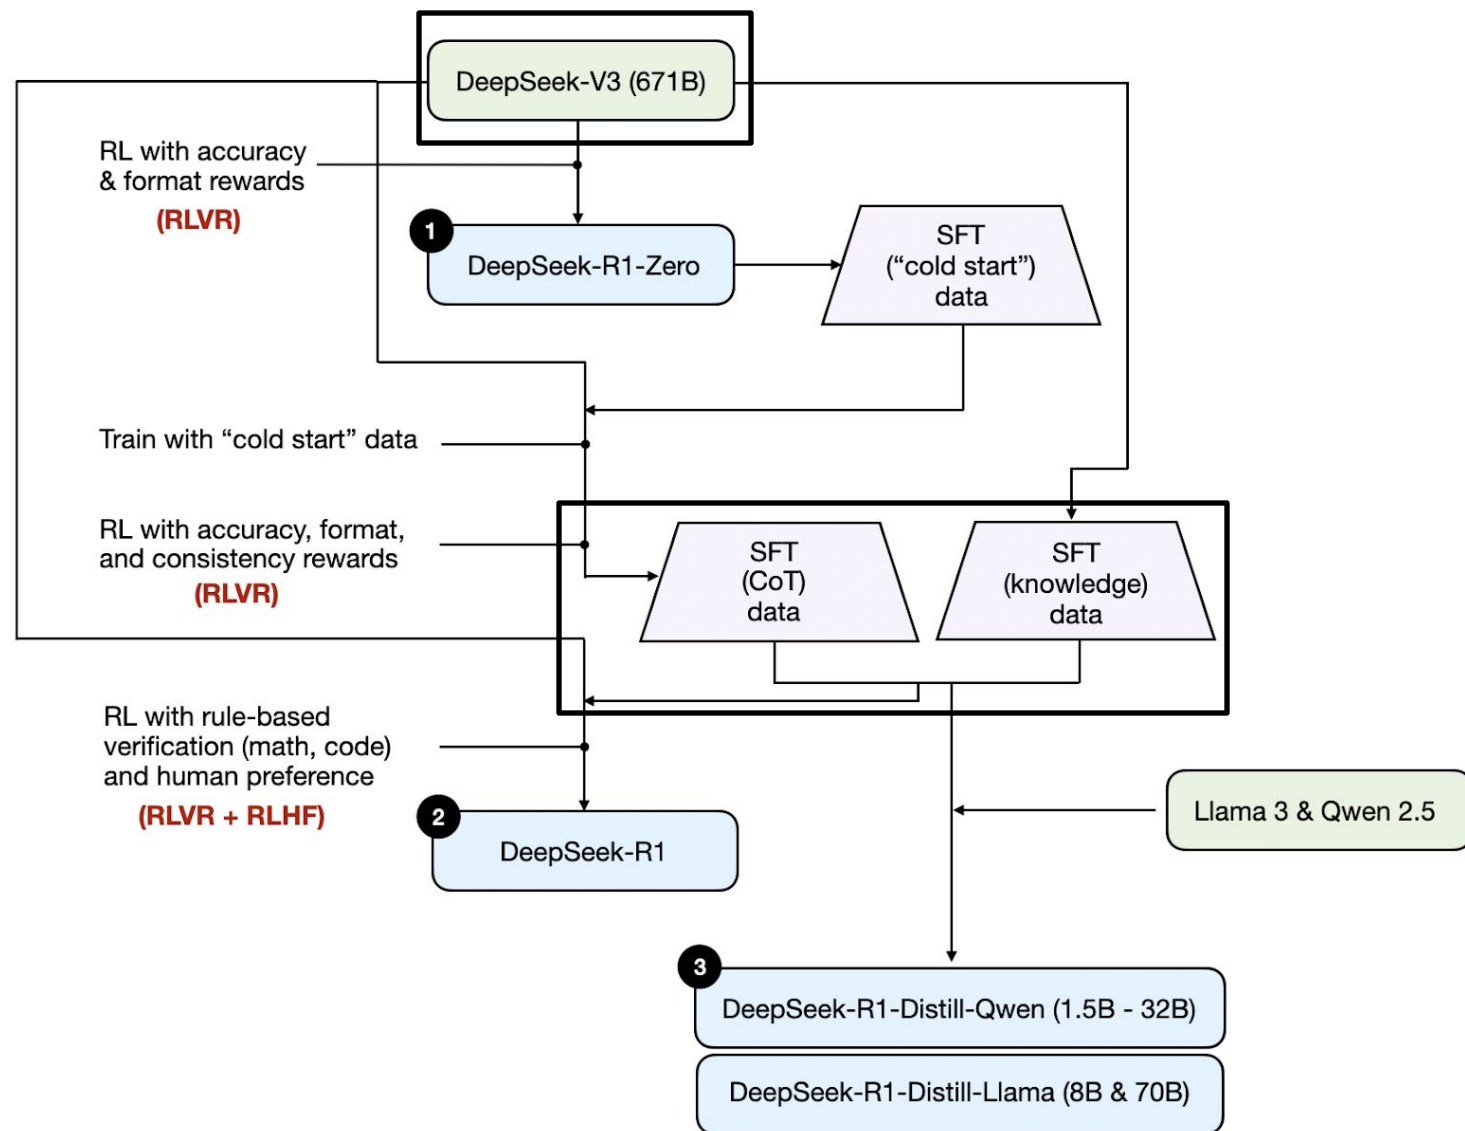 DeepSeek-V3 (671B)
RL with accuracy
& format rewards
(RLVR)
1
DeepSeek-R1-Zero
SFT
(“cold start”)
data
Train with “cold start” data
RL with accuracy, format,
and consistency rewards
(RLVR)
SFT
(CoT)
data
SFT
(knowledge)
data
RL with rule-based
verification (math, code)
and human preference
(RLVR + RLHF)
2
DeepSeek-R1
Llama 3 & Qwen 2.5
3
DeepSeek-R1-Distill-Qwen (1.5B - 32B)
DeepSeek-R1-Distill-Llama (8B & 70B)